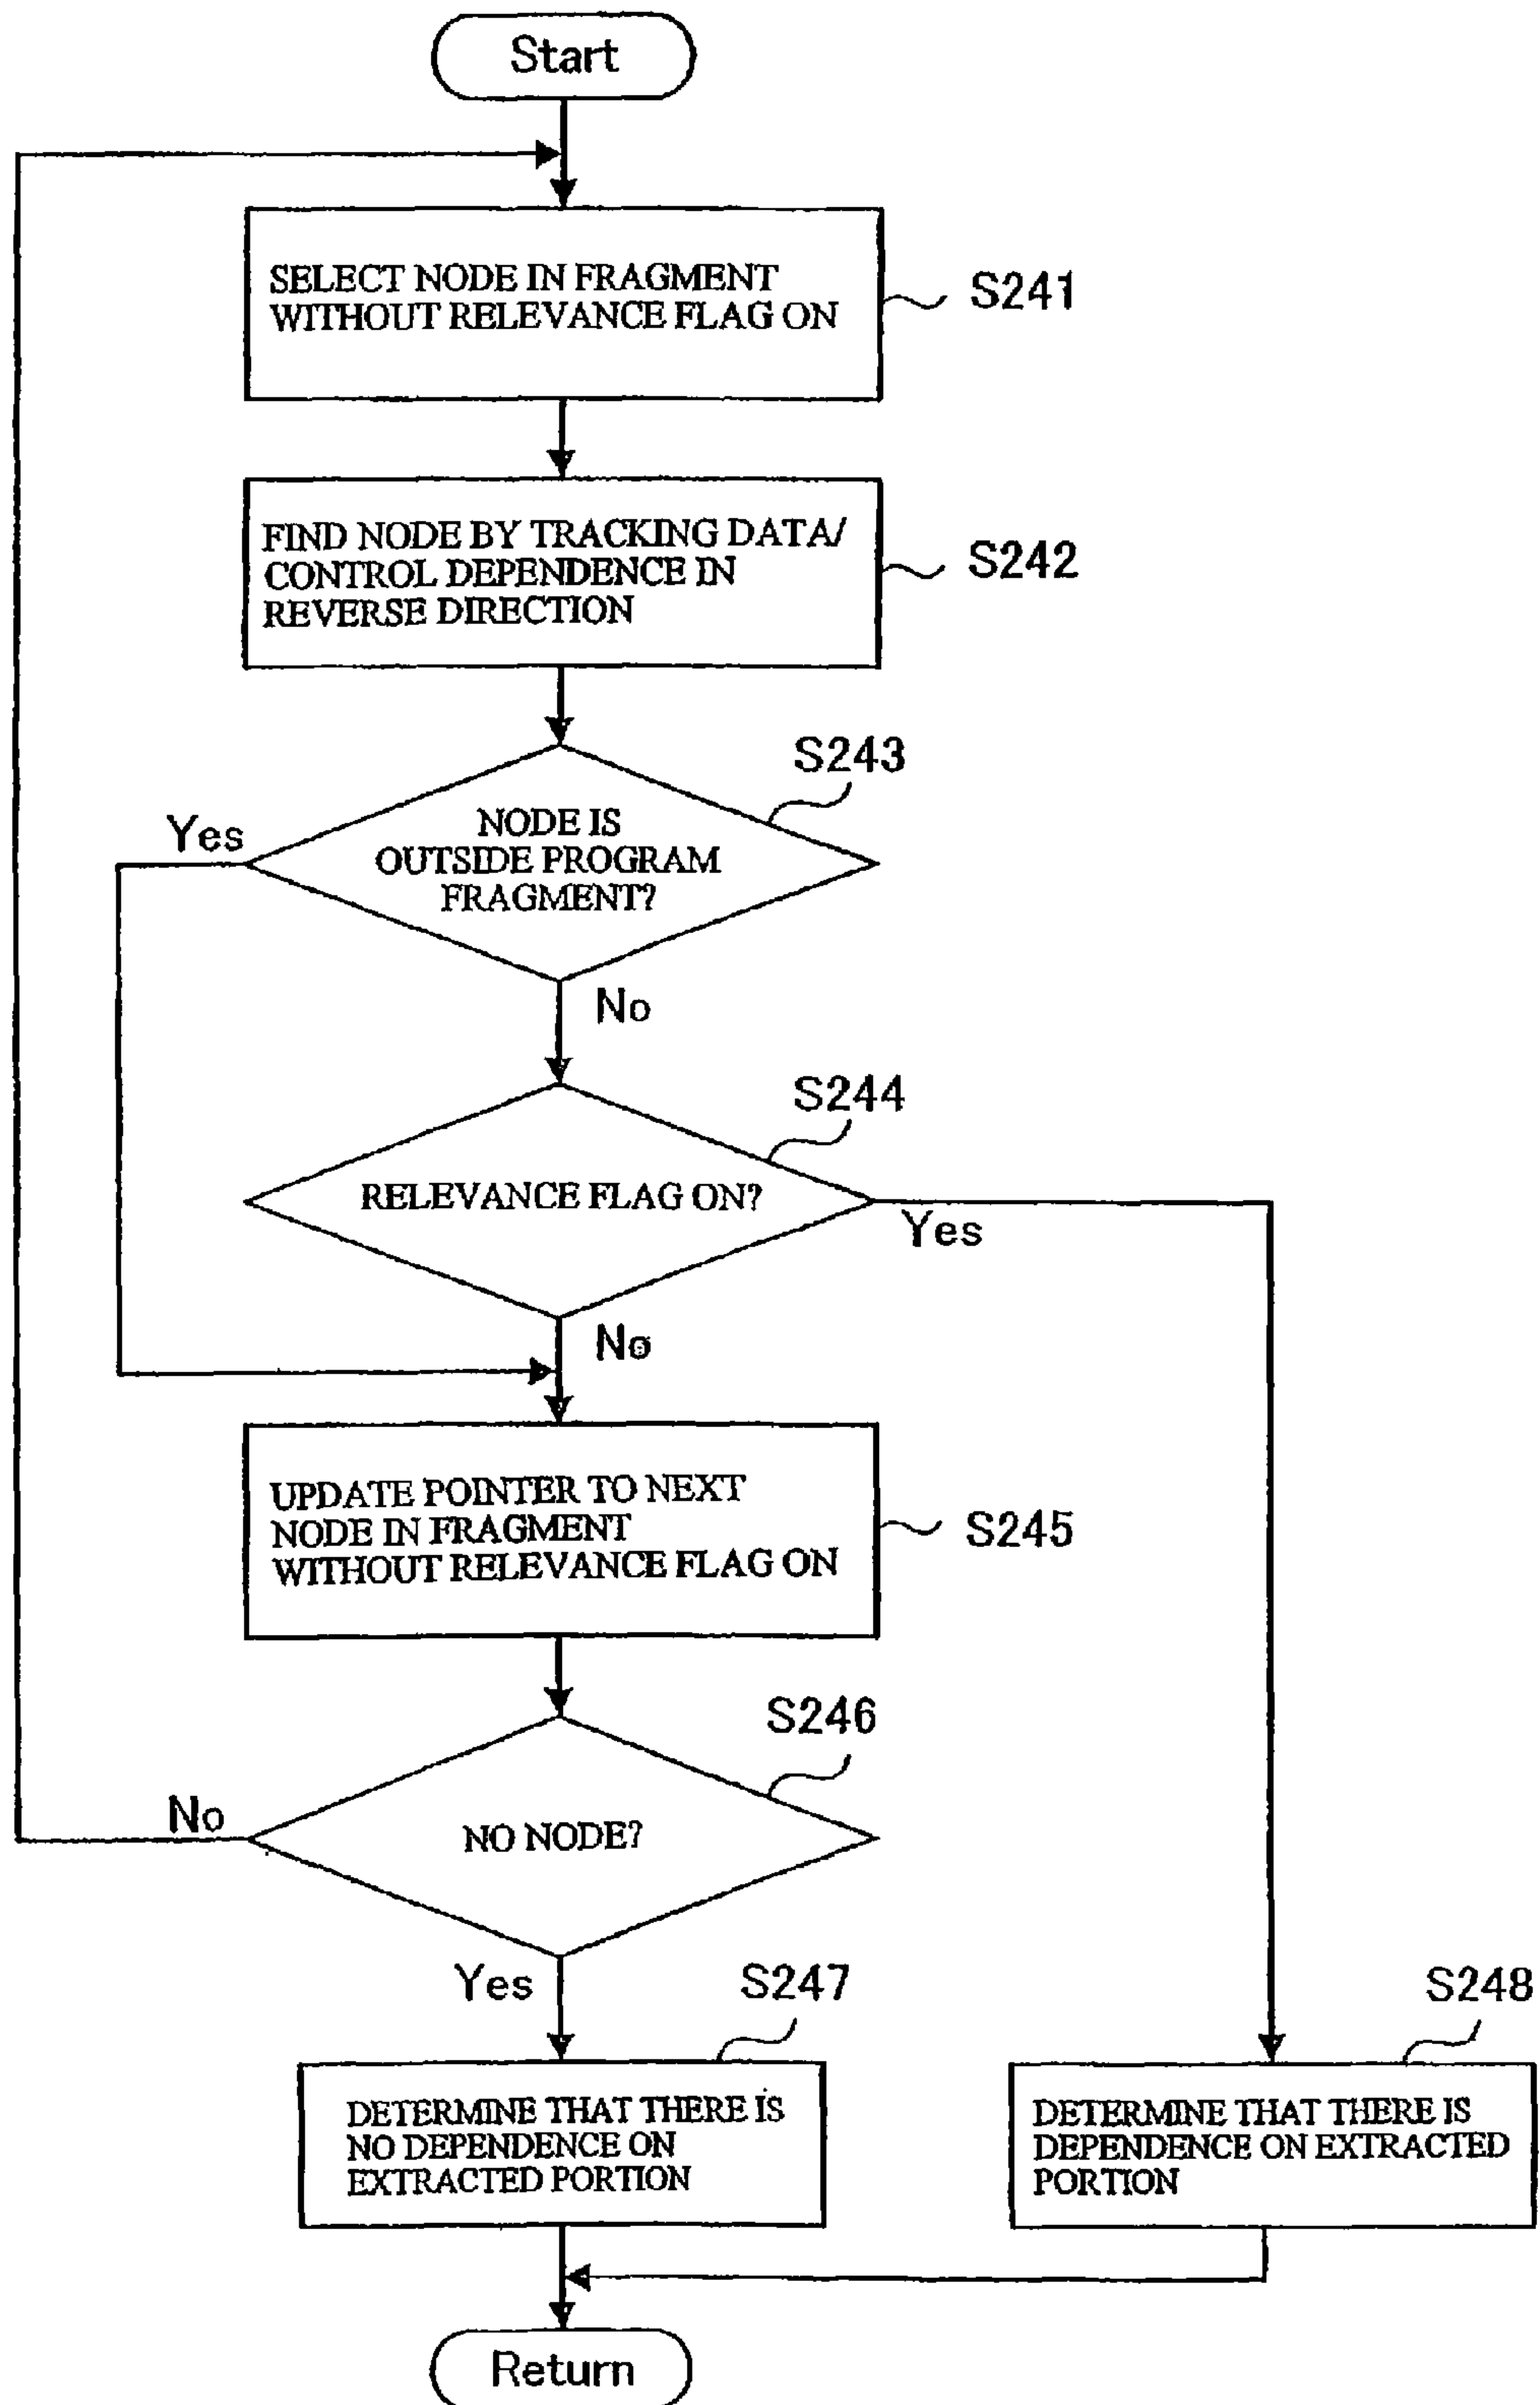 Start
SELECT NODE IN FRAGMENT
WITHOUT RELEVANCE FLAG ON
S241
FIND NODE BY TRACKING DATA/
CONTROL DEPENDENCE IN
REVERSE DIRECTION
S242
S243
Yes
NODE IS
OUTSIDE PROGRAM
FRAGMENT?
No
S244
RELEVANCE FLAG ON?
Yes
No
UPDATE POINTER TO NEXT
NODE IN FRAGMENT
WITHOUT RELEVANCE FLAG ON
S245
S246
No
NO NODE?
Yes
S247
S248
DETERMINE THAT THERE IS
NO DEPENDENCE ON
EXTRACTED PORTION
DETERMINE THAT THERE IS
DEPENDENCE ON EXTRACTED
PORTION
Return